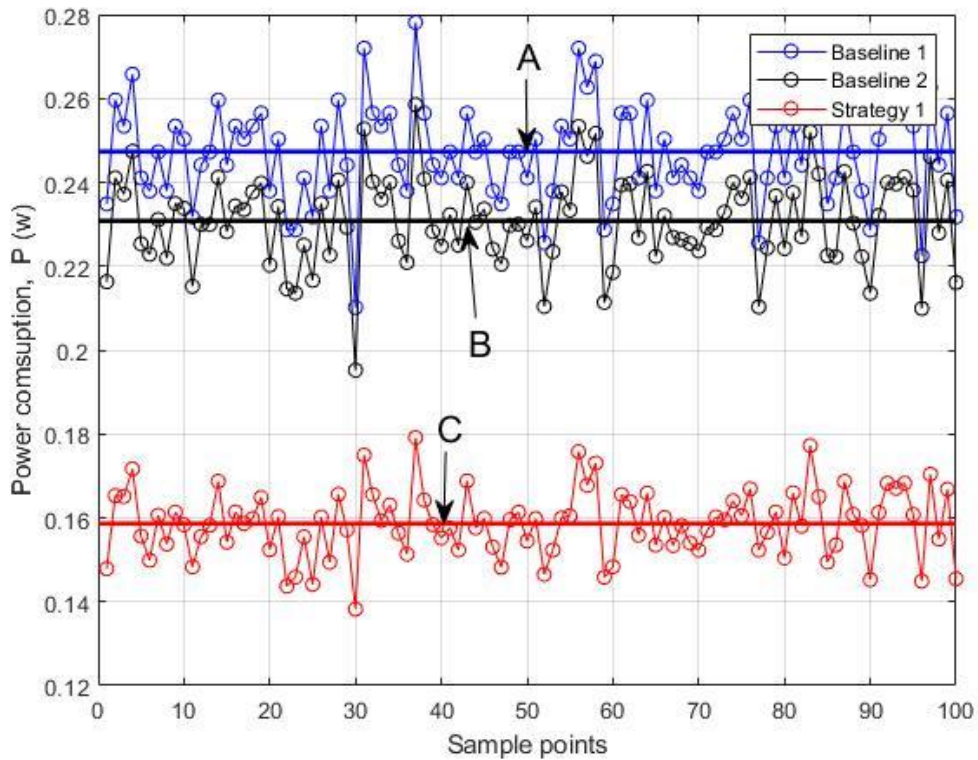 0.28
0.26
0.24
0.22
0.2
0.18
0.16
0.14
0.12
Power comsuption, P (w)
A
B
C
Baseline 1
Baseline 2
Strategy 1
0 10 20 30 40 50 60 70 80 90 100
Sample points